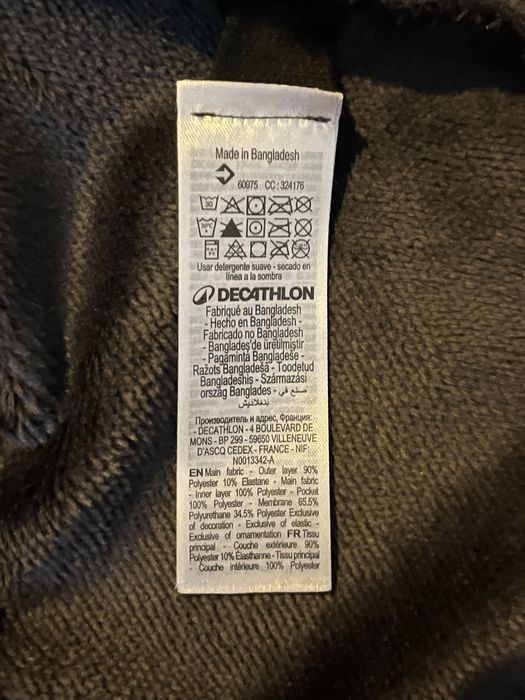 Made in Bangladesh
60975 CC : 324176
Usar detergente suave - secado en
línea a la sombra
DECATHLON
Fabriqué au Bangladesh
- Hecho en Bangladesh -
Fabricado no Bangladesh
- Bangladeş'de üretilmiştir
- Pagaminta Bangladeše -
Ražots Bangladešā - Toodetud
Bangladeshis - Származási
ország Banglades - صنع في
بنغلاديش
Производитель и адрес, Франция:
- DECATHLON - 4 BOULEVARD DE
MONS - BP 299 - 59650 VILLENEUVE
D'ASCQ CEDEX - FRANCE - NIF.
N0013342-A
EN Main fabric - Outer layer 90%
Polyester 10% Elastane - Main fabric
- Inner layer 100% Polyester - Pocket
100% Polyester - Membrane 65.5%
Polyurethane 34.5% Polyester Exclusive
of decoration - Exclusive of elastic -
Exclusive of ornamentation FR Tissu
principal - Couche extérieure 90%
Polyester 10% Élasthanne - Tissu principal
- Couche intérieure 100% Polyester